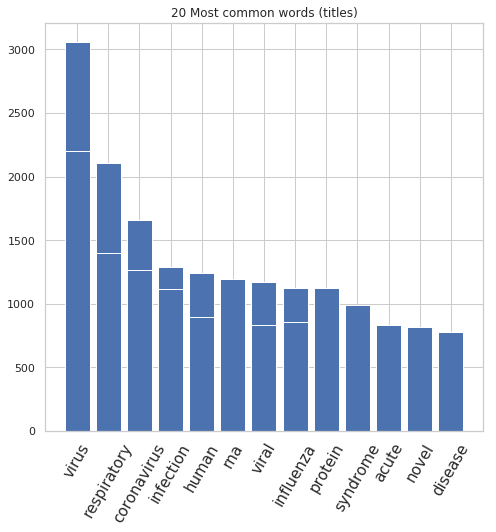 20 Most common words (titles)
3000
2500
2000
1500
1000
500
0
virus
respiratory
coronavirus
infection
human
rna
viral
influenza
protein
syndrome
acute
novel
disease